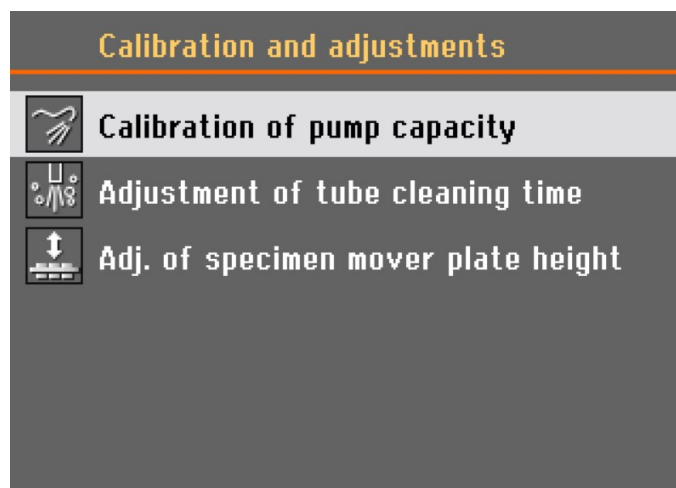 Calibration and adjustments
Calibration of pump capacity
Adjustment of tube cleaning time
Adj. of specimen mover plate height